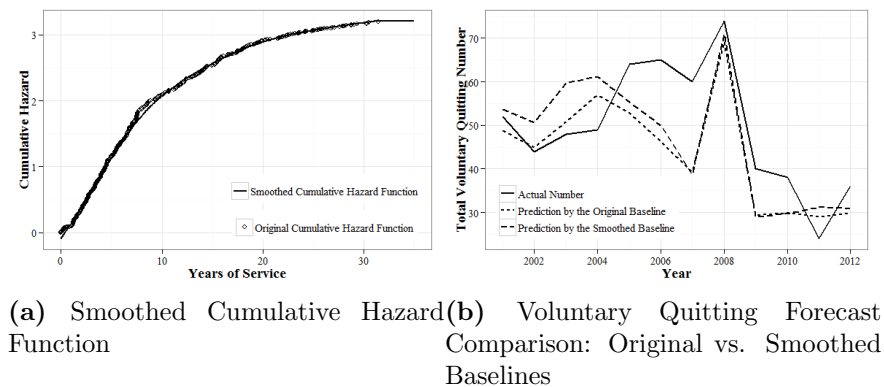 Cumulative Hazard
3
2
1
0
0
10
20
30
Years of Service
Smoothed Cumulative Hazard Function
Original Cumulative Hazard Function
Total Voluntary Quitting Number
70
60
50
40
30
2002
2004
2006
2008
2010
2012
Year
Actual Number
Prediction by the Original Baseline
Prediction by the Smoothed Baseline
(a) Smoothed Cumulative Hazard
Function
(b) Voluntary Quitting Forecast
Comparison: Original vs. Smoothed
Baselines